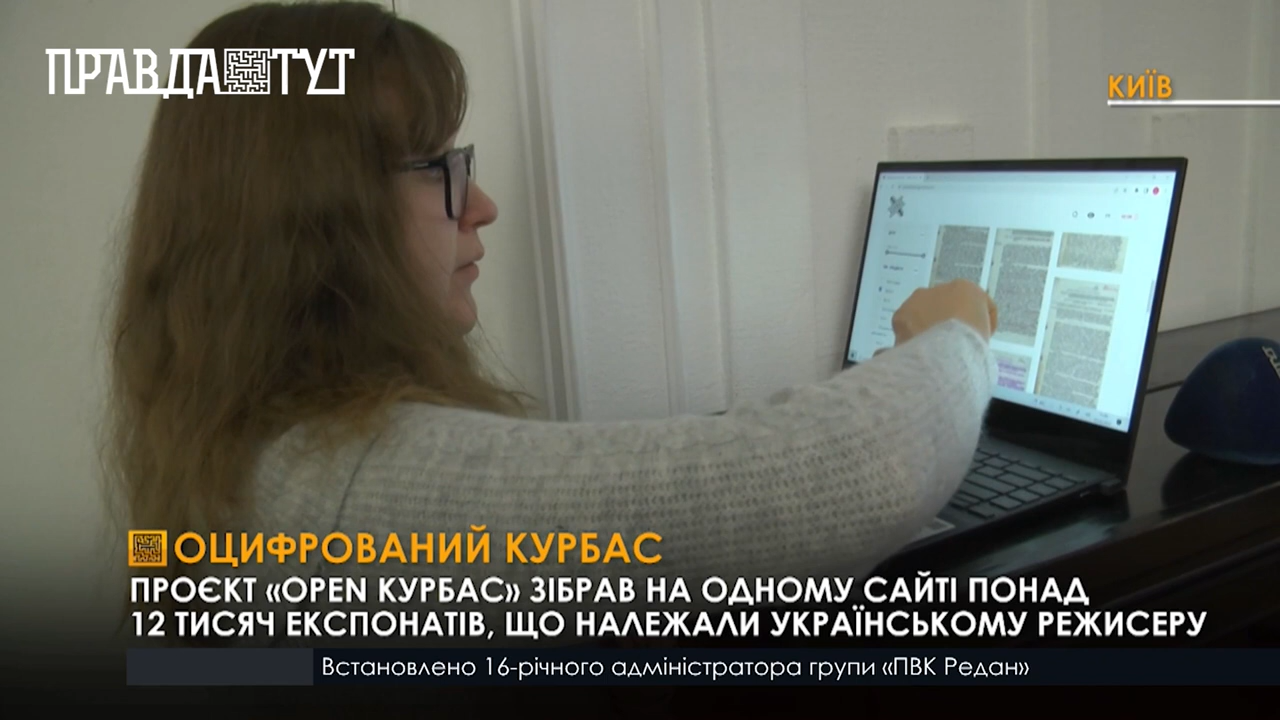 ПРАВДА ТУТ
КИЇВ
ОЦИФРОВАНИЙ КУРБАС
ПРОЄКТ «OPEN КУРБАС» ЗІБРАВ НА ОДНОМУ САЙТІ ПОНАД
12 ТИСЯЧ ЕКСПОНАТІВ, ЩО НАЛЕЖАЛИ УКРАЇНСЬКОМУ РЕЖИСЕРУ
Встановлено 16-річного адміністратора групи «ПВК Редан»